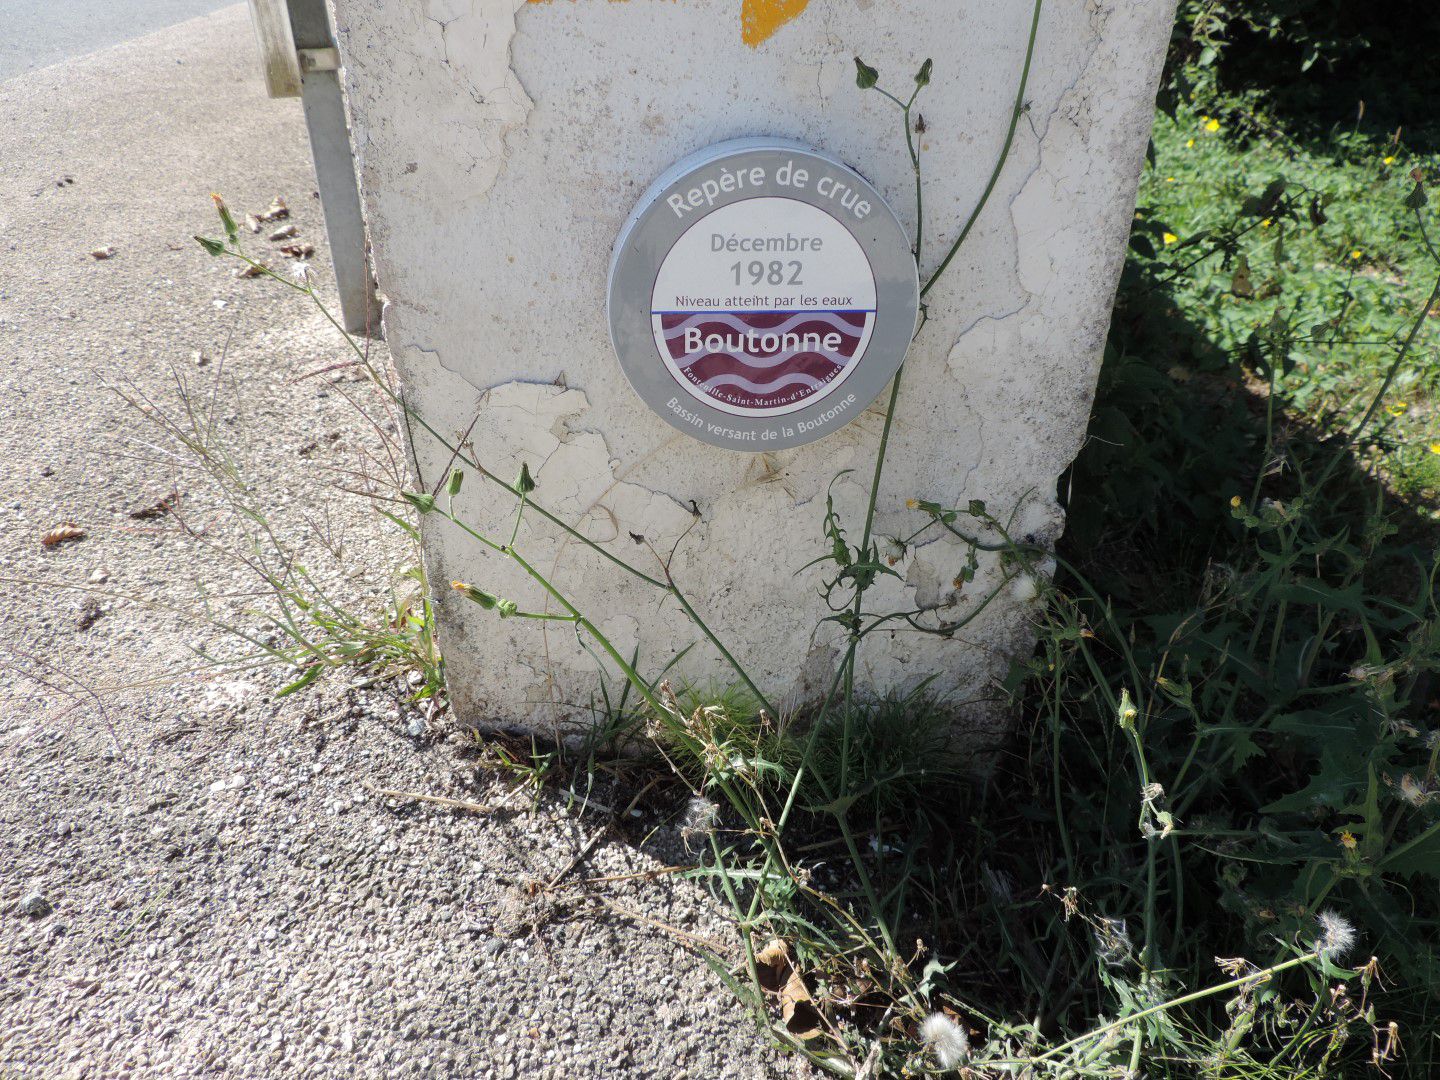 Repère de crue
Décembre
1982
Niveau atteint par les eaux
Boutonne
Fontenille-Saint-Martin-d'Entraigues
Bassin versant de la Boutonne